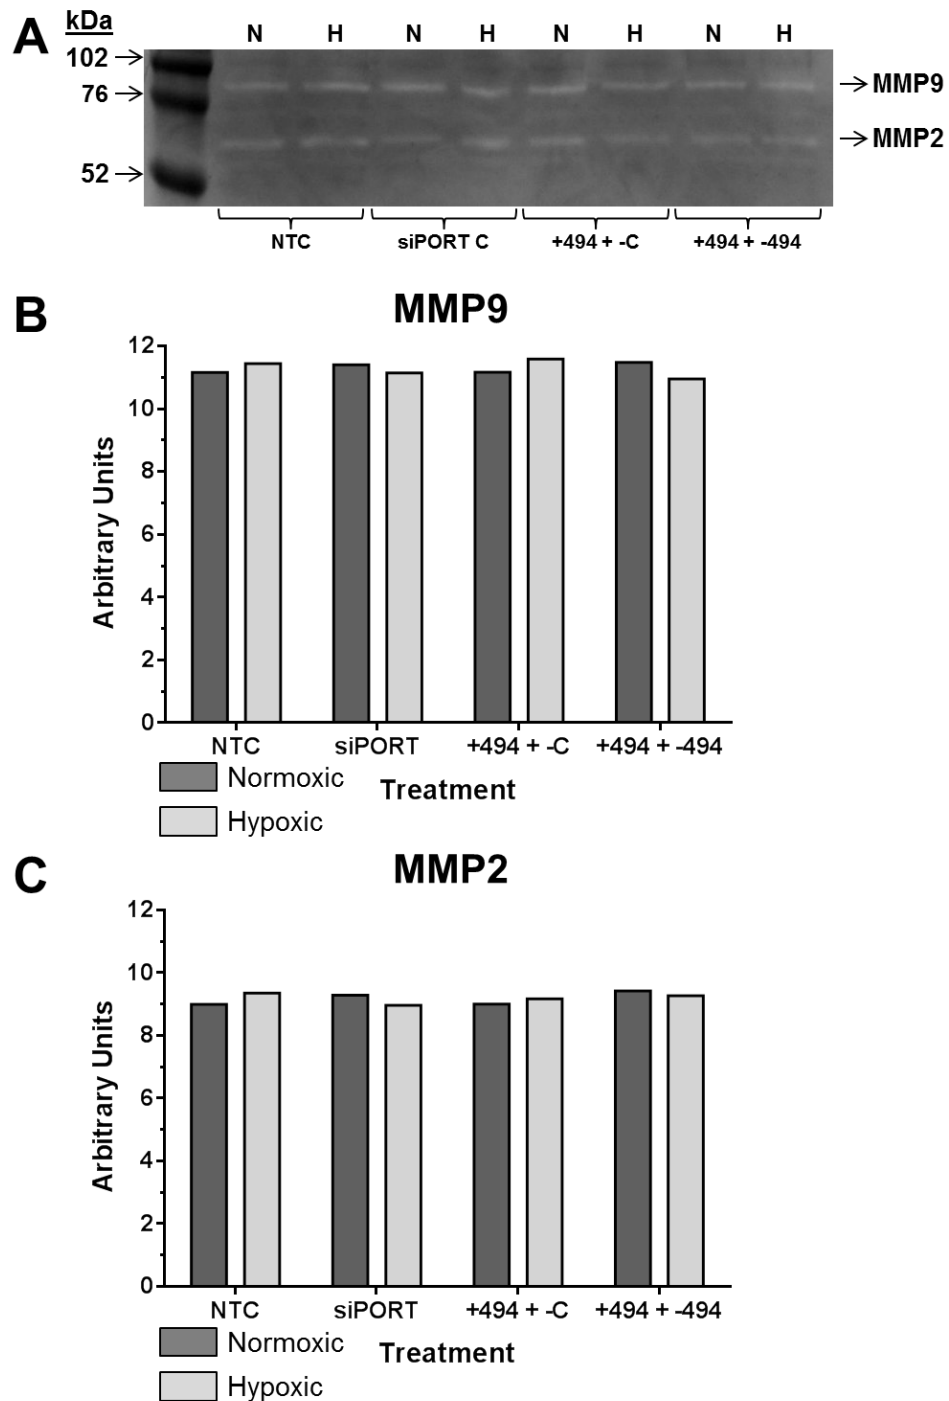 A
kDa
N H N H N H N H
102
76
52
MMP9
MMP2
NTC siPORT C +494 + -C +494 + -494
B
MMP9
12
10
8
6
4
2
0
Arbitrary Units
NTC siPORT +494 + -C +494 + -494
Treatment
Normoxic
Hypoxic
C
MMP2
12
10
8
6
4
2
0
Arbitrary Units
NTC siPORT +494 + -C +494 + -494
Treatment
Normoxic
Hypoxic